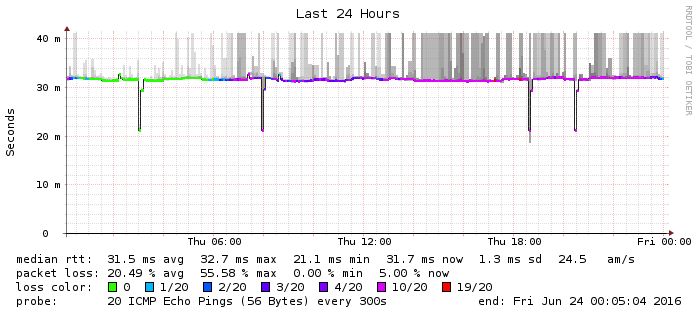 Last 24 Hours
RRDTOOL / TOBI OETIKER
Seconds
40 m
30 m
20 m
10 m
0
Thu 06:00 Thu 12:00 Thu 18:00 Fri 00:00
median rtt: 31.5 ms avg 32.7 ms max 21.1 ms min 31.7 ms now 1.3 ms sd 24.5 am/s
packet loss: 20.49 % avg 55.58 % max 0.00 % min 5.00 % now
loss color: 0 1/20 2/20 3/20 4/20 10/20 19/20
probe: 20 ICMP Echo Pings (56 Bytes) every 300s end: Fri Jun 24 00:05:04 2016